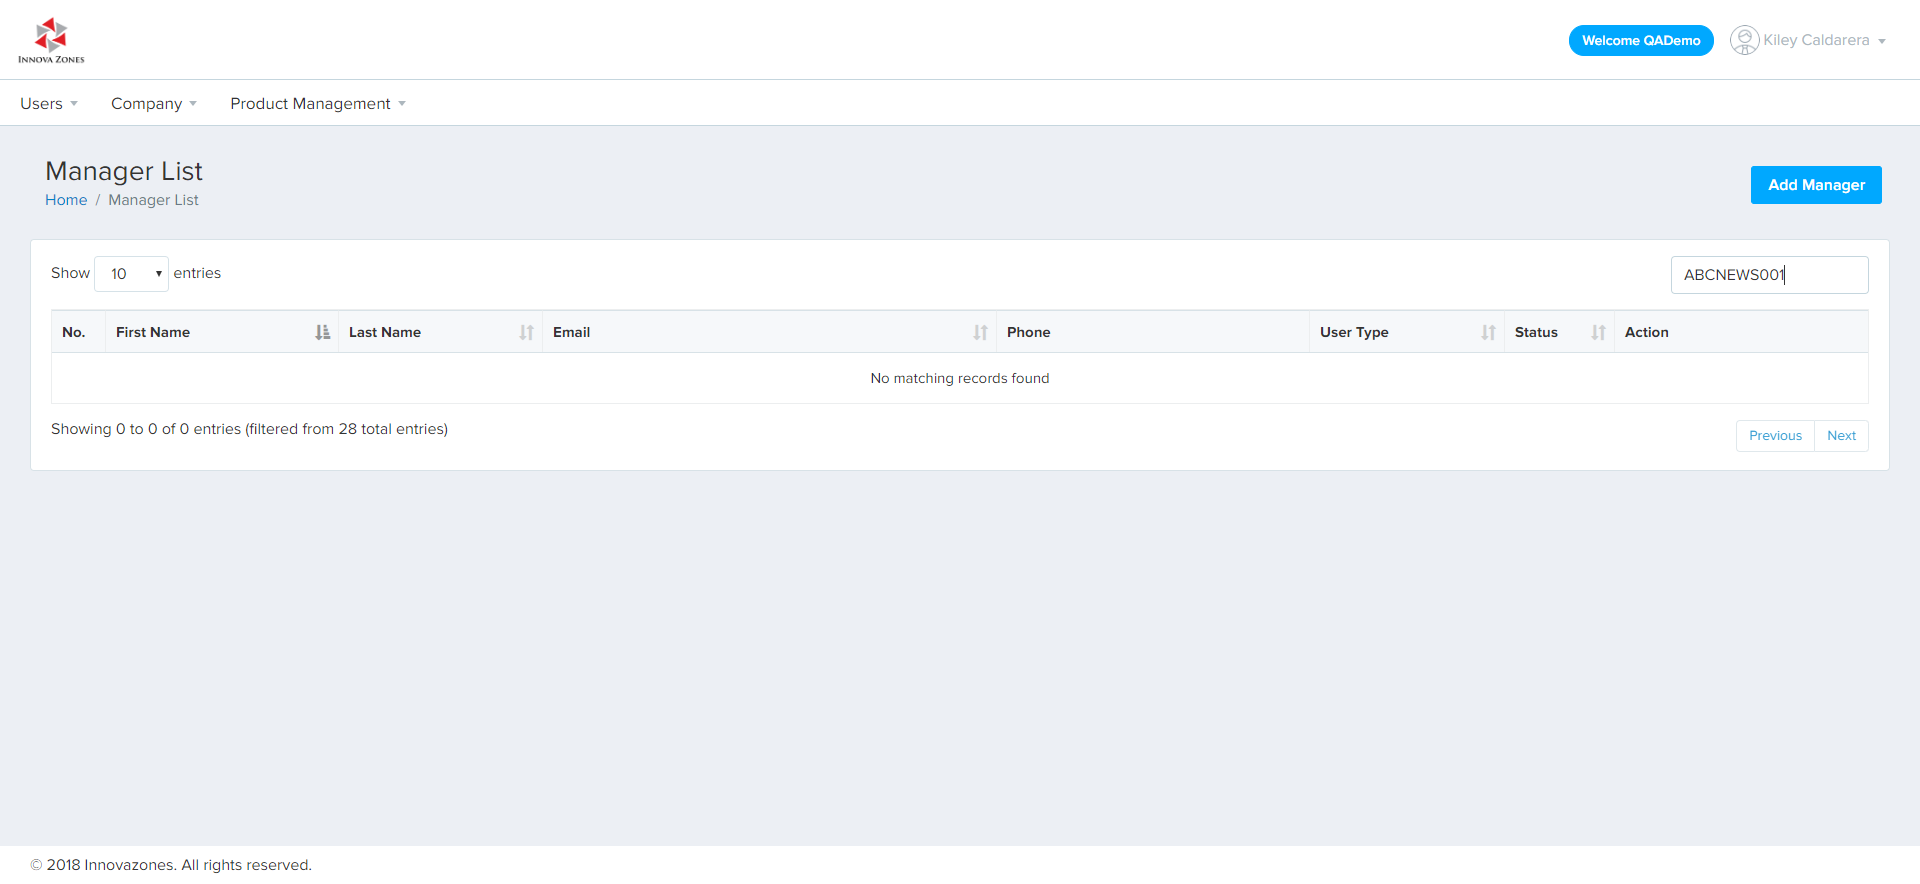 INNOVA ZONES
Welcome QADemo
Kiley Caldarera
Users
Company
Product Management
Manager List
Home / Manager List
Add Manager
Show 10 entries
ABCNEWS001
No. First Name Last Name Email Phone User Type Status Action
No matching records found
Showing 0 to 0 of 0 entries (filtered from 28 total entries)
Previous Next
© 2018 Innovazones. All rights reserved.